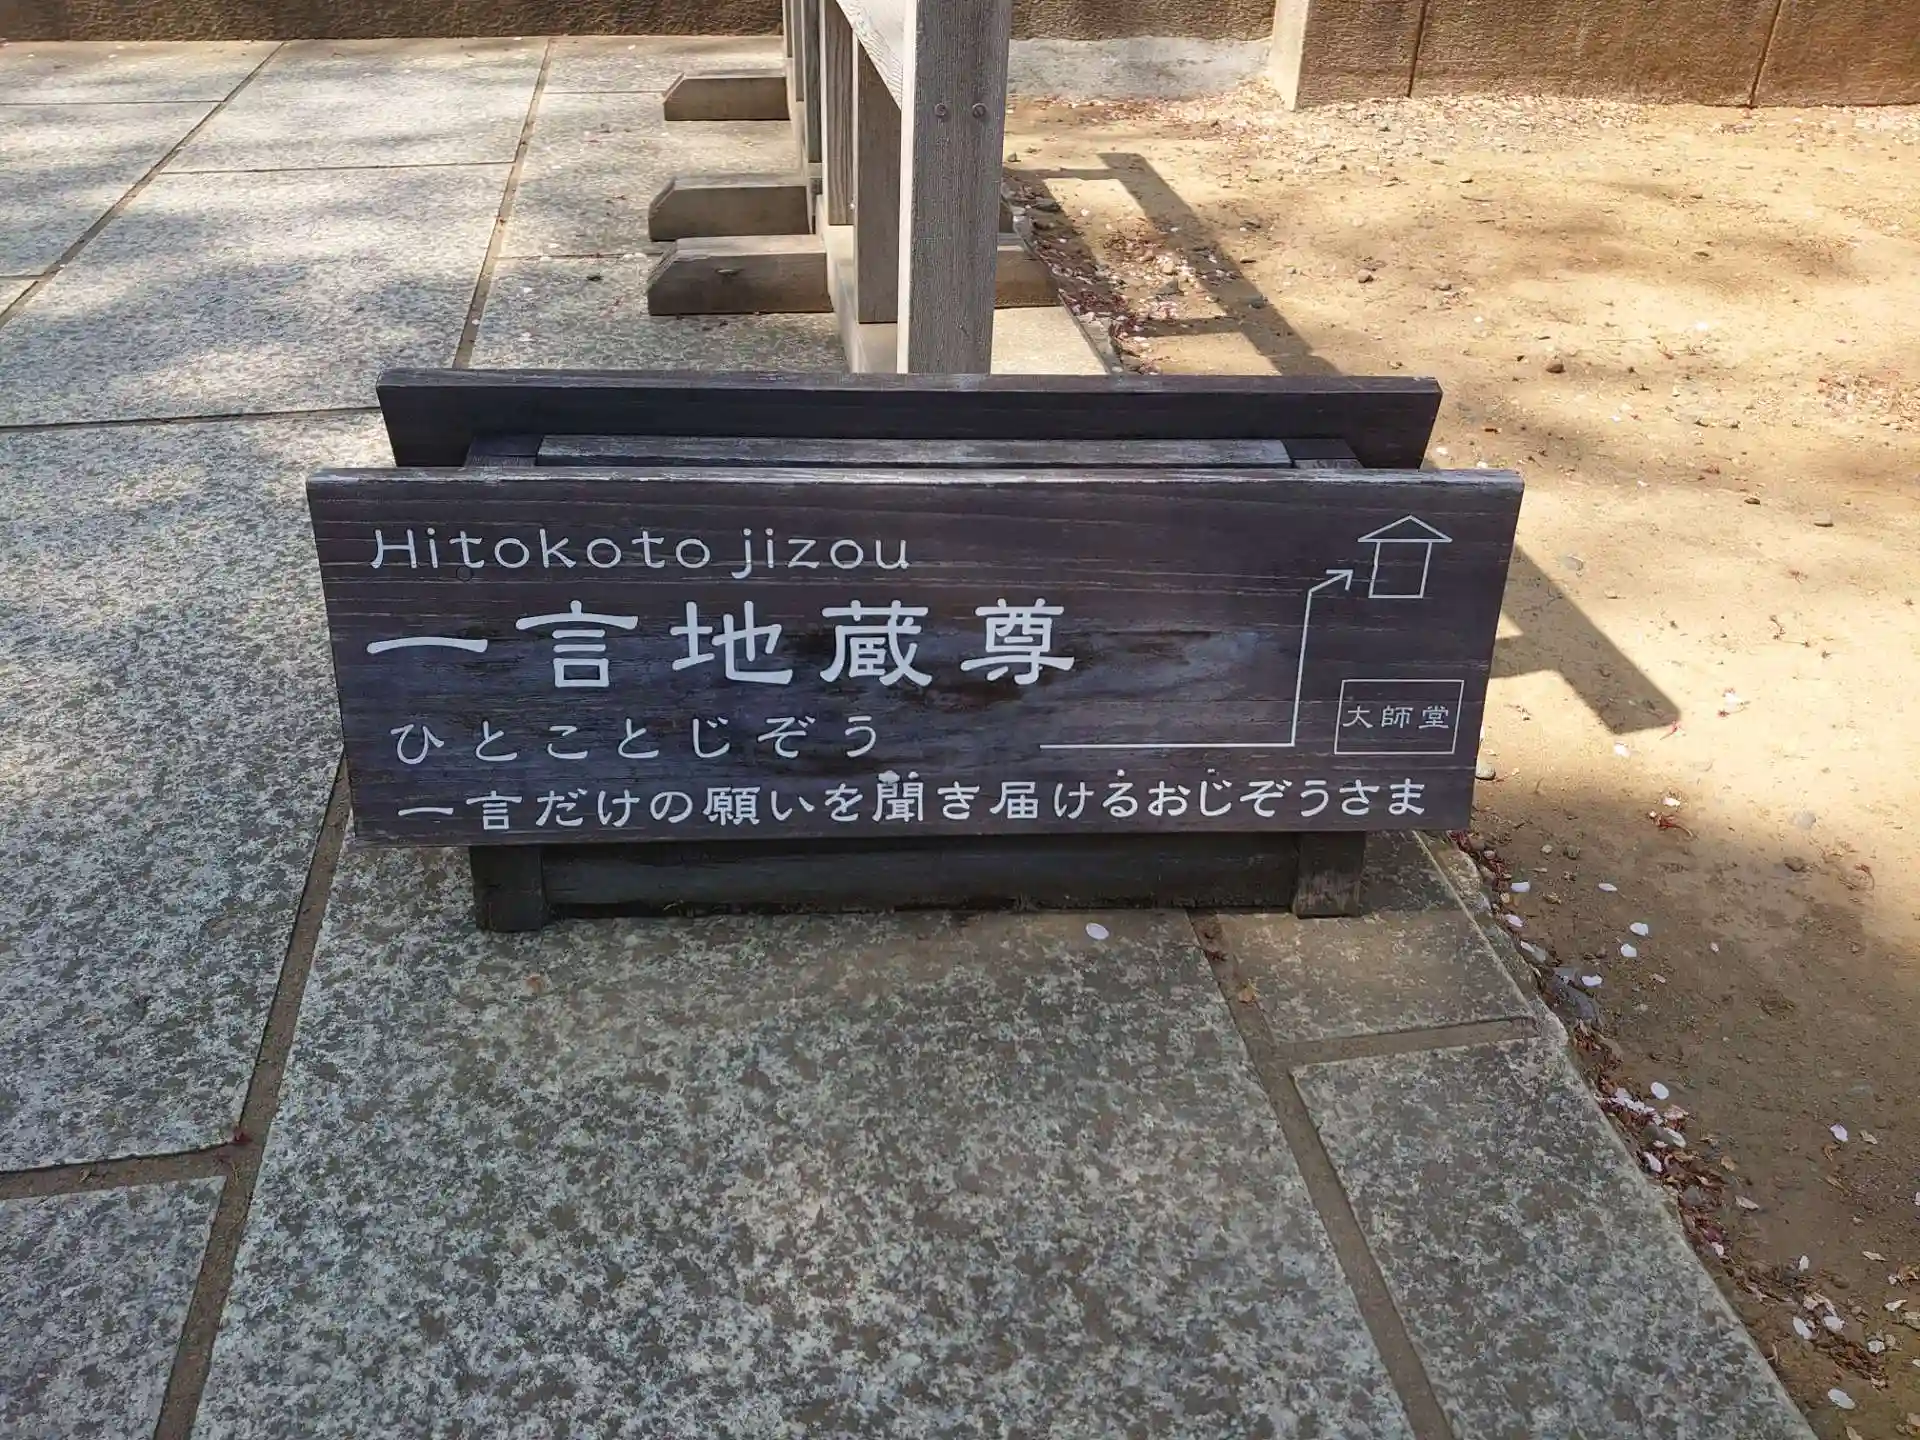 Hitokoto jizou
一言地蔵尊
ひとことじぞう
大師堂
一言だけの願いを聞き届けるおじぞうさま